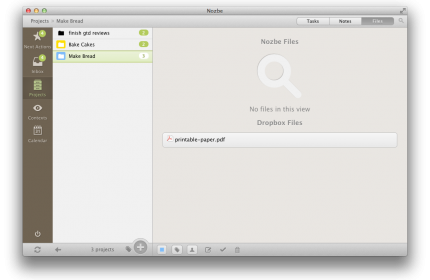 Nozbe
Projects > Make Bread
Tasks
Notes
Files
Next Actions
Inbox
Projects
Contexts
Calendar
finish gtd reviews
2
Bake Cakes
2
Make Bread
Nozbe Files
No files in this view
Dropbox Files
printable-paper.pdf
3 projects